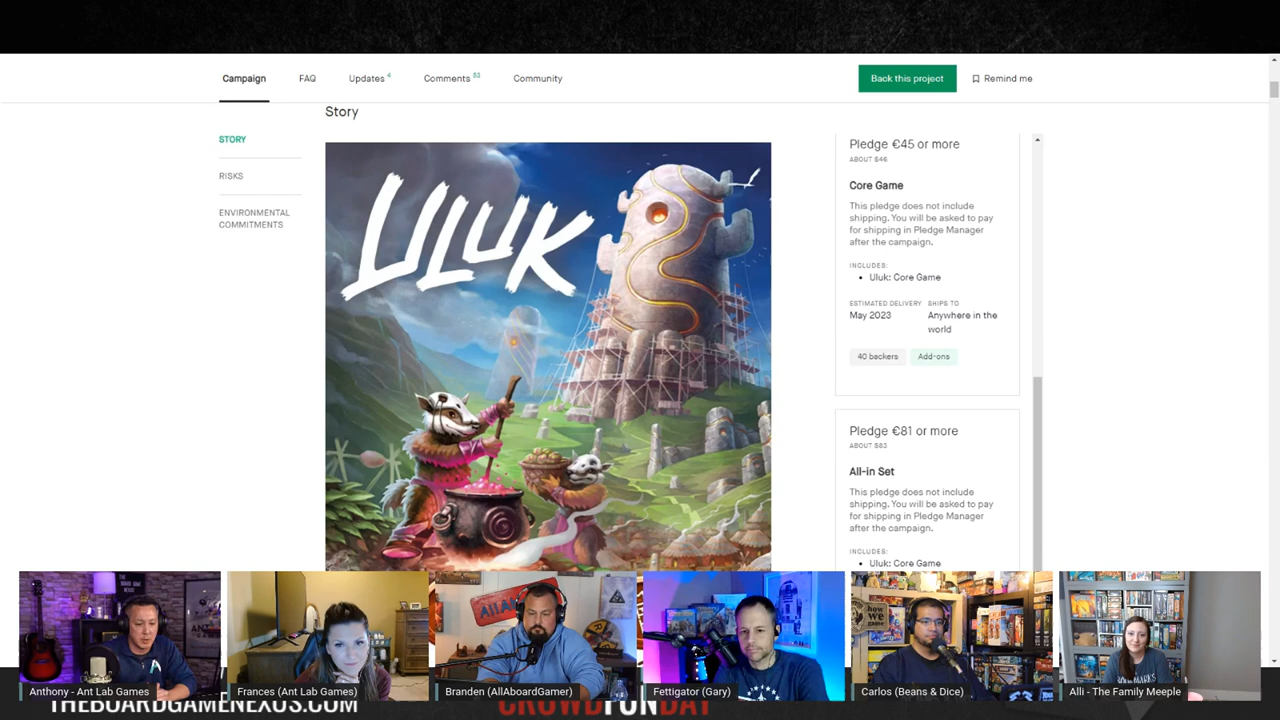 Campaign
FAQ
Updates 4
Comments 53
Community
Back this project
Remind me
Story
STORY
RISKS
ENVIRONMENTAL
COMMITMENTS
ULUK
Pledge €45 or more
ABOUT $46
Core Game
This pledge does not include
shipping. You will be asked to pay
for shipping in Pledge Manager
after the campaign.
INCLUDES:
• Uluk: Core Game
ESTIMATED DELIVERY
May 2023
SHIPS TO
Anywhere in the
world
40 backers
Add-ons
Pledge €81 or more
ABOUT $83
All-in Set
This pledge does not include
shipping. You will be asked to pay
for shipping in Pledge Manager
after the campaign.
INCLUDES:
• Uluk: Core Game
how
we
game
Anthony - Ant Lab Games
Frances (Ant Lab Games)
Branden (AllAboardGamer)
Fettigator (Gary)
Carlos (Beans & Dice)
Alli - The Family Meeple
THEBOARDGAMENEXUS.COM
CROWDFUNDAY